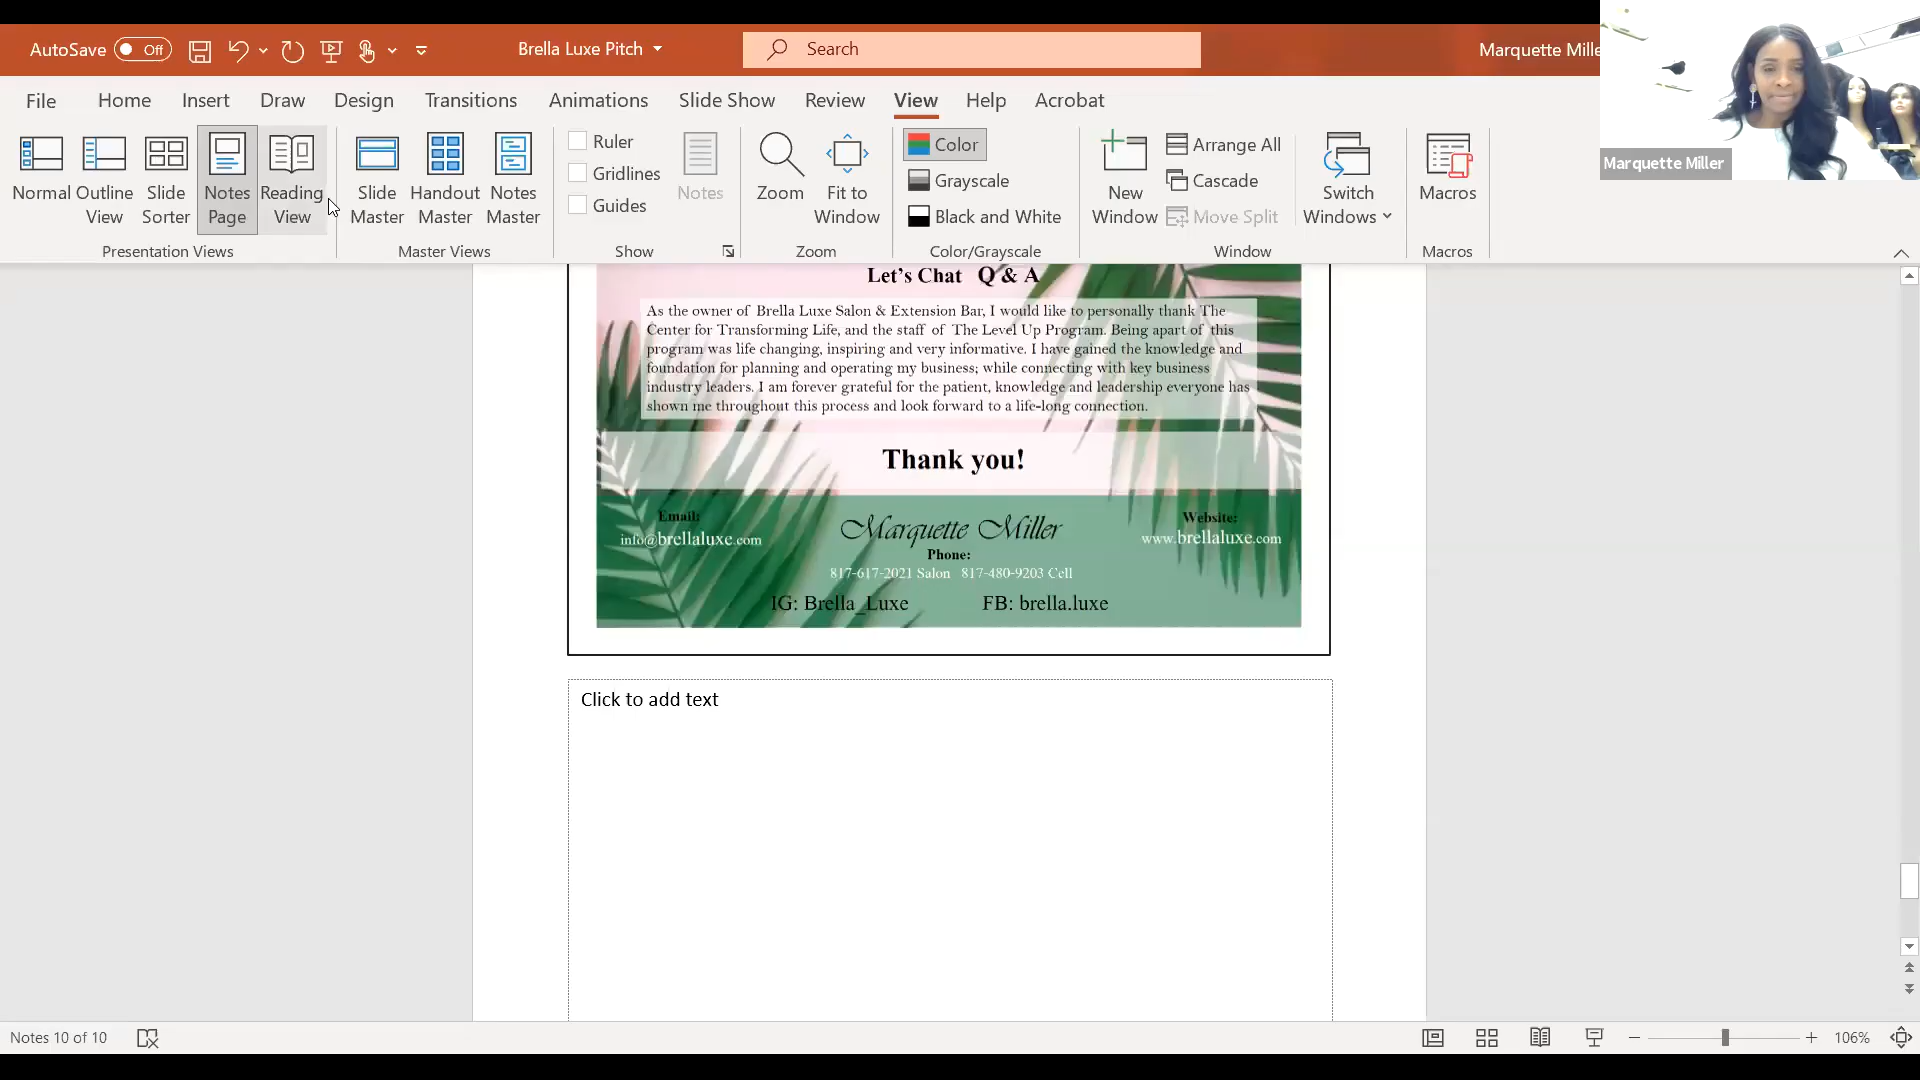 AutoSave Off Brella Luxe Pitch Search Marquette Mille
Marquette Miller
File Home Insert Draw Design Transitions Animations Slide Show Review View Help Acrobat
Normal Outline View Slide Sorter Notes Page Reading View
Presentation Views
Slide Master Handout Master Notes Master
Master Views
Ruler
Gridlines
Guides
Notes
Show
Zoom Fit to Window
Zoom
Color
Grayscale
Black and White
Color/Grayscale
New Window
Arrange All
Cascade
Move Split
Switch Windows
Window
Macros
Macros
Let's Chat Q & A
As the owner of Brella Luxe Salon & Extension Bar, I would like to personally thank The
Center for Transforming Life, and the staff of The Level Up Program. Being apart of this
program was life changing, inspiring and very informative. I have gained the knowledge and
foundation for planning and operating my business; while connecting with key business
industry leaders. I am forever grateful for the patient, knowledge and leadership everyone has
shown me throughout this process and look forward to a life-long connection.
Thank you!
Email:
info@brellaluxe.com
Marquette Miller
Phone:
817-617-2021 Salon 817-480-9203 Cell
Website:
www.brellaluxe.com
IG: Brella_Luxe FB: brella.luxe
Click to add text
Notes 10 of 10
106%